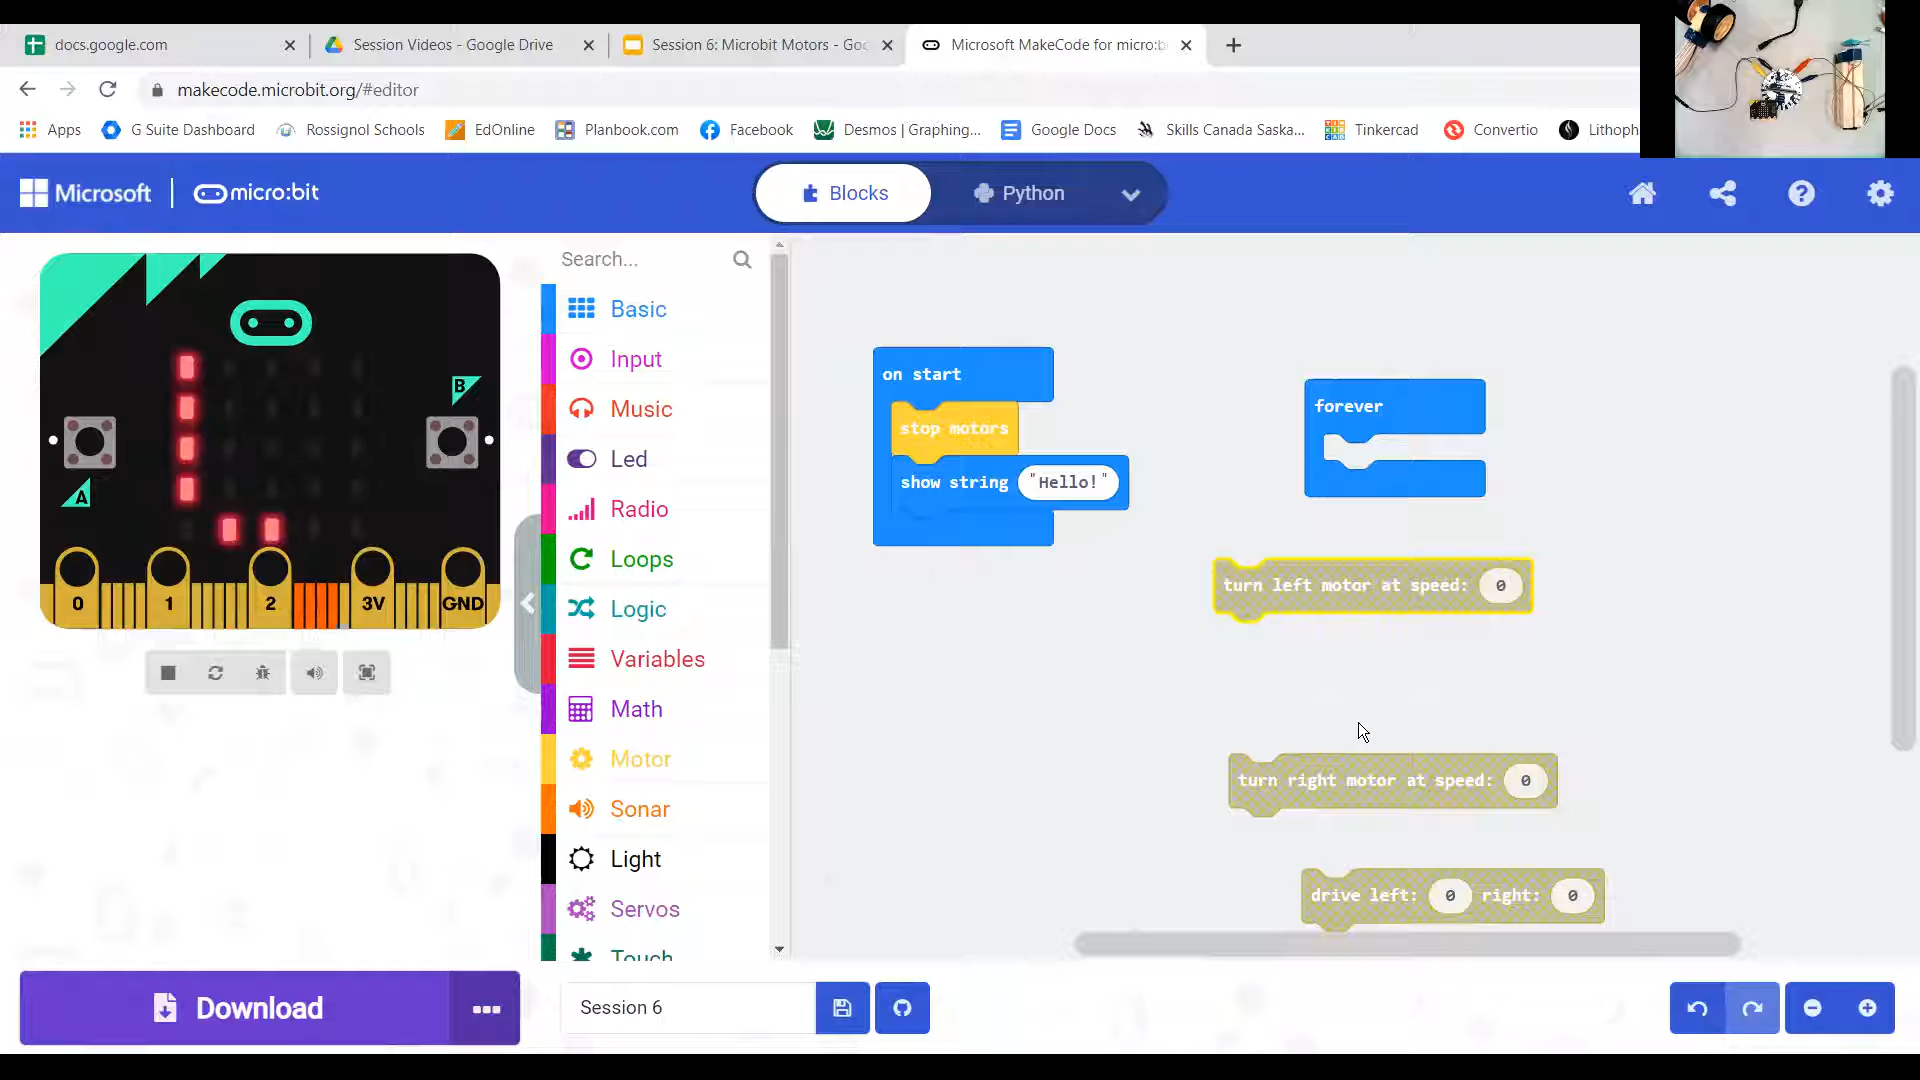 docs.google.com
Session Videos - Google Drive
Session 6: Microbit Motors - Goo
Microsoft MakeCode for micro:bi
makecode.microbit.org/#editor
Apps
G Suite Dashboard
Rossignol Schools
EdOnline
Planbook.com
Facebook
Desmos | Graphing...
Google Docs
Skills Canada Saska...
Tinkercad
Convertio
Lithoph
Microsoft
micro:bit
Blocks
Python
Search...
Basic
Input
Music
Led
Radio
Loops
Logic
Variables
Math
Motor
Sonar
Light
Servos
Touch
B
A
0
1
2
3V
GND
on start
stop motors
show string "Hello!"
forever
turn left motor at speed: 0
turn right motor at speed: 0
drive left: 0 right: 0
Download
Session 6